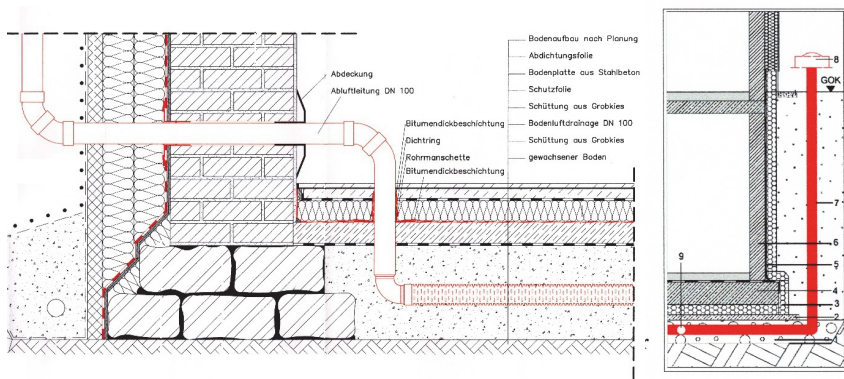 Abdeckung
Abluftleitung DN 100
Bitumendickbeschichtung
Dichtring
Rohrmanschette
Bitumendickbeschichtung
Bodenaufbau nach Planung
Abdichtungsfolie
Bodenplatte aus Stahlbeton
Schutzfolie
Schüttung aus Grobkies
Bodenluftdrainage DN 100
Schüttung aus Grobkies
gewachsener Boden
8
GOK
7
6
5
4
3
2
1
9